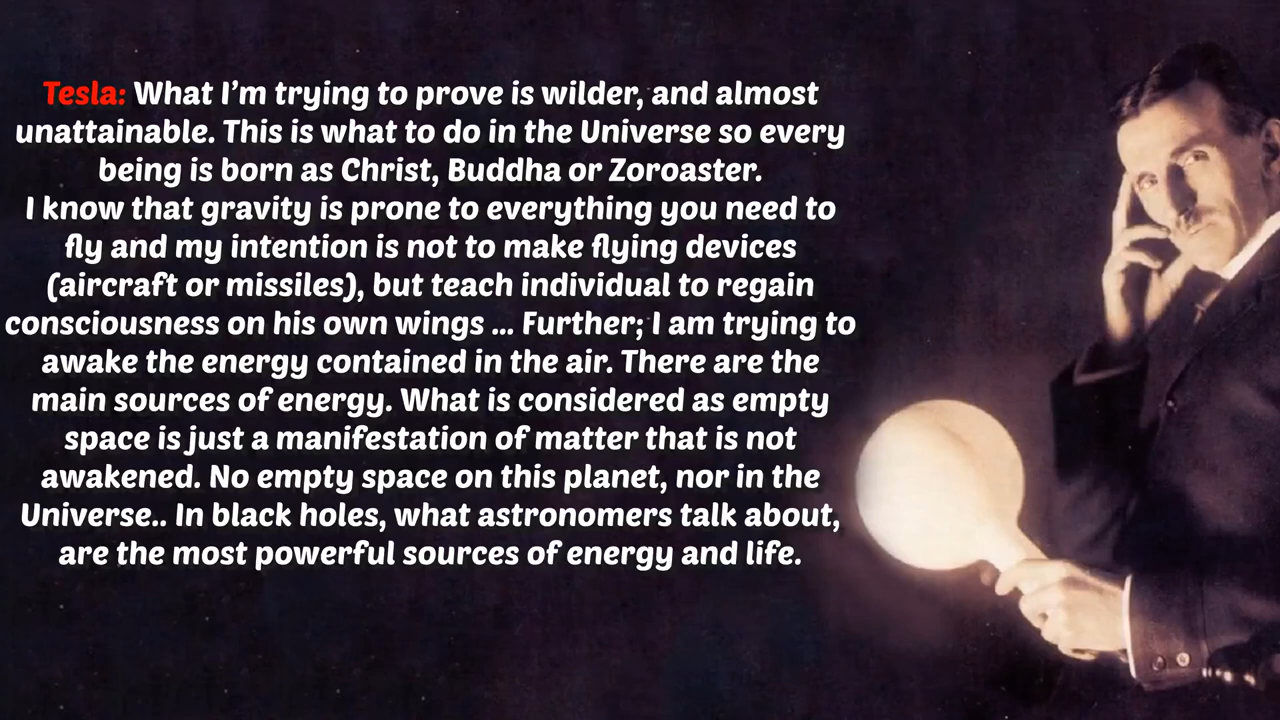 Tesla: What I’m trying to prove is wilder, and almost
unattainable. This is what to do in the Universe so every
being is born as Christ, Buddha or Zoroaster.
I know that gravity is prone to everything you need to
fly and my intention is not to make flying devices
(aircraft or missiles), but teach individual to regain
consciousness on his own wings ... Further; I am trying to
awake the energy contained in the air. There are the
main sources of energy. What is considered as empty
space is just a manifestation of matter that is not
awakened. No empty space on this planet, nor in the
Universe.. In black holes, what astronomers talk about,
are the most powerful sources of energy and life.